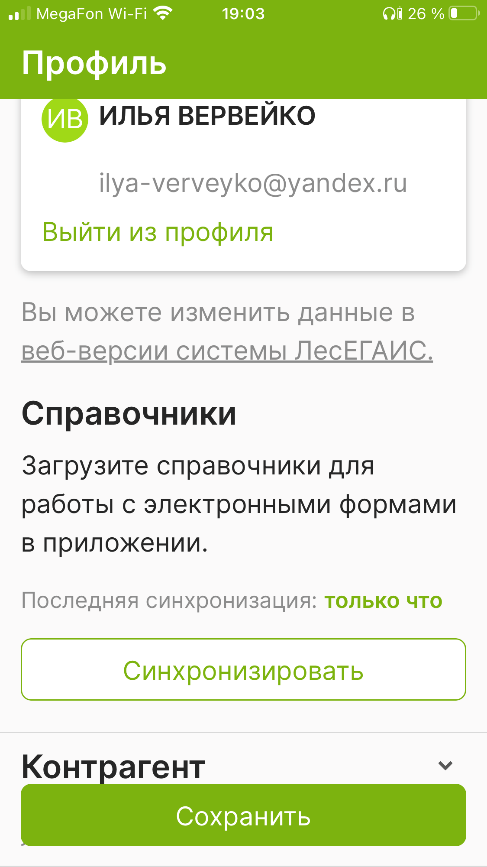 MegaFon Wi-Fi 19:03 26 %
Профиль
ИВ ИЛЬЯ ВЕРВЕЙКО
ilya-verveyko@yandex.ru
Выйти из профиля
Вы можете изменить данные в
веб-версии системы ЛесЕГАИС.
Справочники
Загрузите справочники для
работы с электронными формами
в приложении.
Последняя синхронизация: только что
Синхронизировать
Контрагент
Сохранить